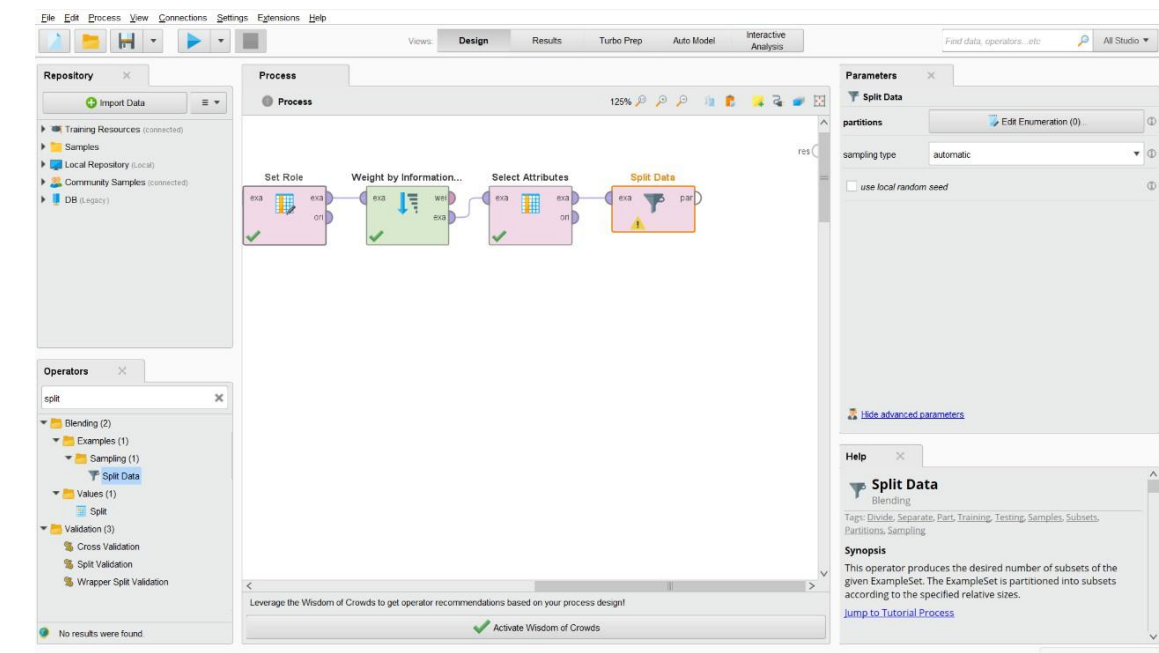 File Edit Process View Connections Settings Extensions Help
Views: Design Results Turbo Prep Auto Model Interactive Analysis
Find data, operators...etc All Studio
Repository
Import Data
Training Resources (connected)
Samples
Local Repository (Local)
Community Samples (connected)
DB (Legacy)
Operators
split
Blending (2)
Examples (1)
Sampling (1)
Split Data
Values (1)
Split
Validation (3)
Cross Validation
Split Validation
Wrapper Split Validation
No results were found.
Process
Process
125%
res
Set Role Weight by Information... Select Attributes Split Data
exa exa exa wei exa exa exa par
ori exa ori
Leverage the Wisdom of Crowds to get operator recommendations based on your process design!
Activate Wisdom of Crowds
Parameters
Split Data
partitions Edit Enumeration (0)...
sampling type automatic
use local random seed
Hide advanced parameters
Help
Split Data
Blending
Tags: Divide, Separate, Part, Training, Testing, Samples, Subsets,
Partitions, Sampling
Synopsis
This operator produces the desired number of subsets of the
given ExampleSet. The ExampleSet is partitioned into subsets
according to the specified relative sizes.
Jump to Tutorial Process